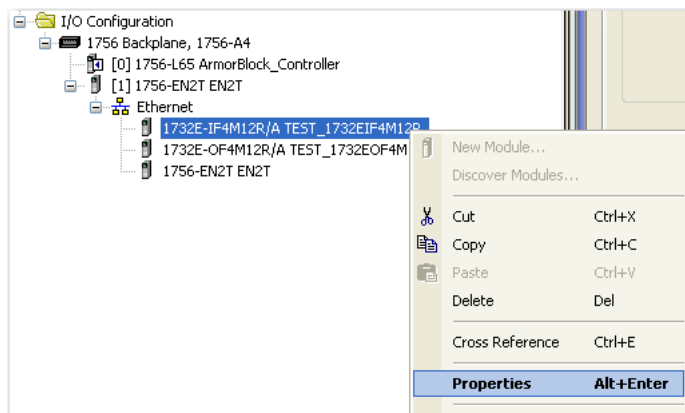 I/O Configuration
1756 Backplane, 1756-A4
[0] 1756-L65 ArmorBlock_Controller
[1] 1756-EN2T EN2T
Ethernet
1732E-IF4M12R/A TEST_1732EIF4M12R
1732E-OF4M12R/A TEST_1732EOF4M
1756-EN2T EN2T
New Module...
Discover Modules...
Cut Ctrl+X
Copy Ctrl+C
Paste Ctrl+V
Delete Del
Cross Reference Ctrl+E
Properties Alt+Enter